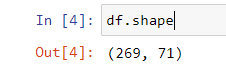 In [4]: df.shape
Out[4]: (269, 71)